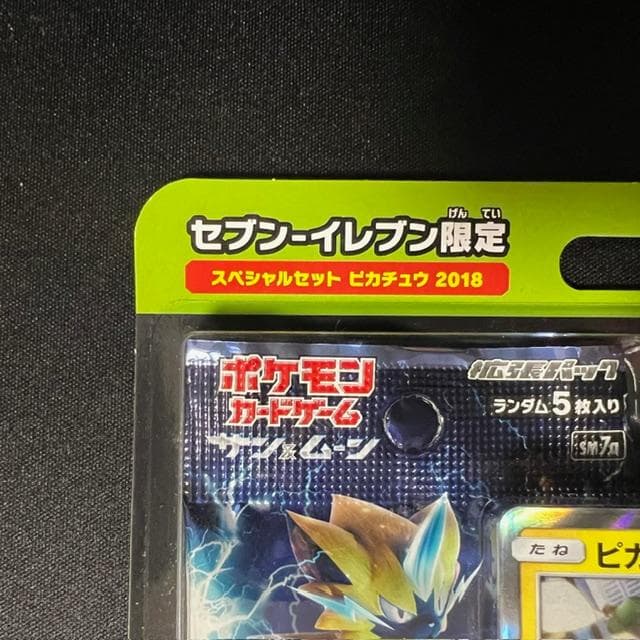 げん てい
セブン-イレブン限定
スペシャルセット ピカチュウ 2018
ポケモン
カードゲーム
サン&ムーン
拡張パック
ランダム5枚入り
sm7a
たね
ピカ